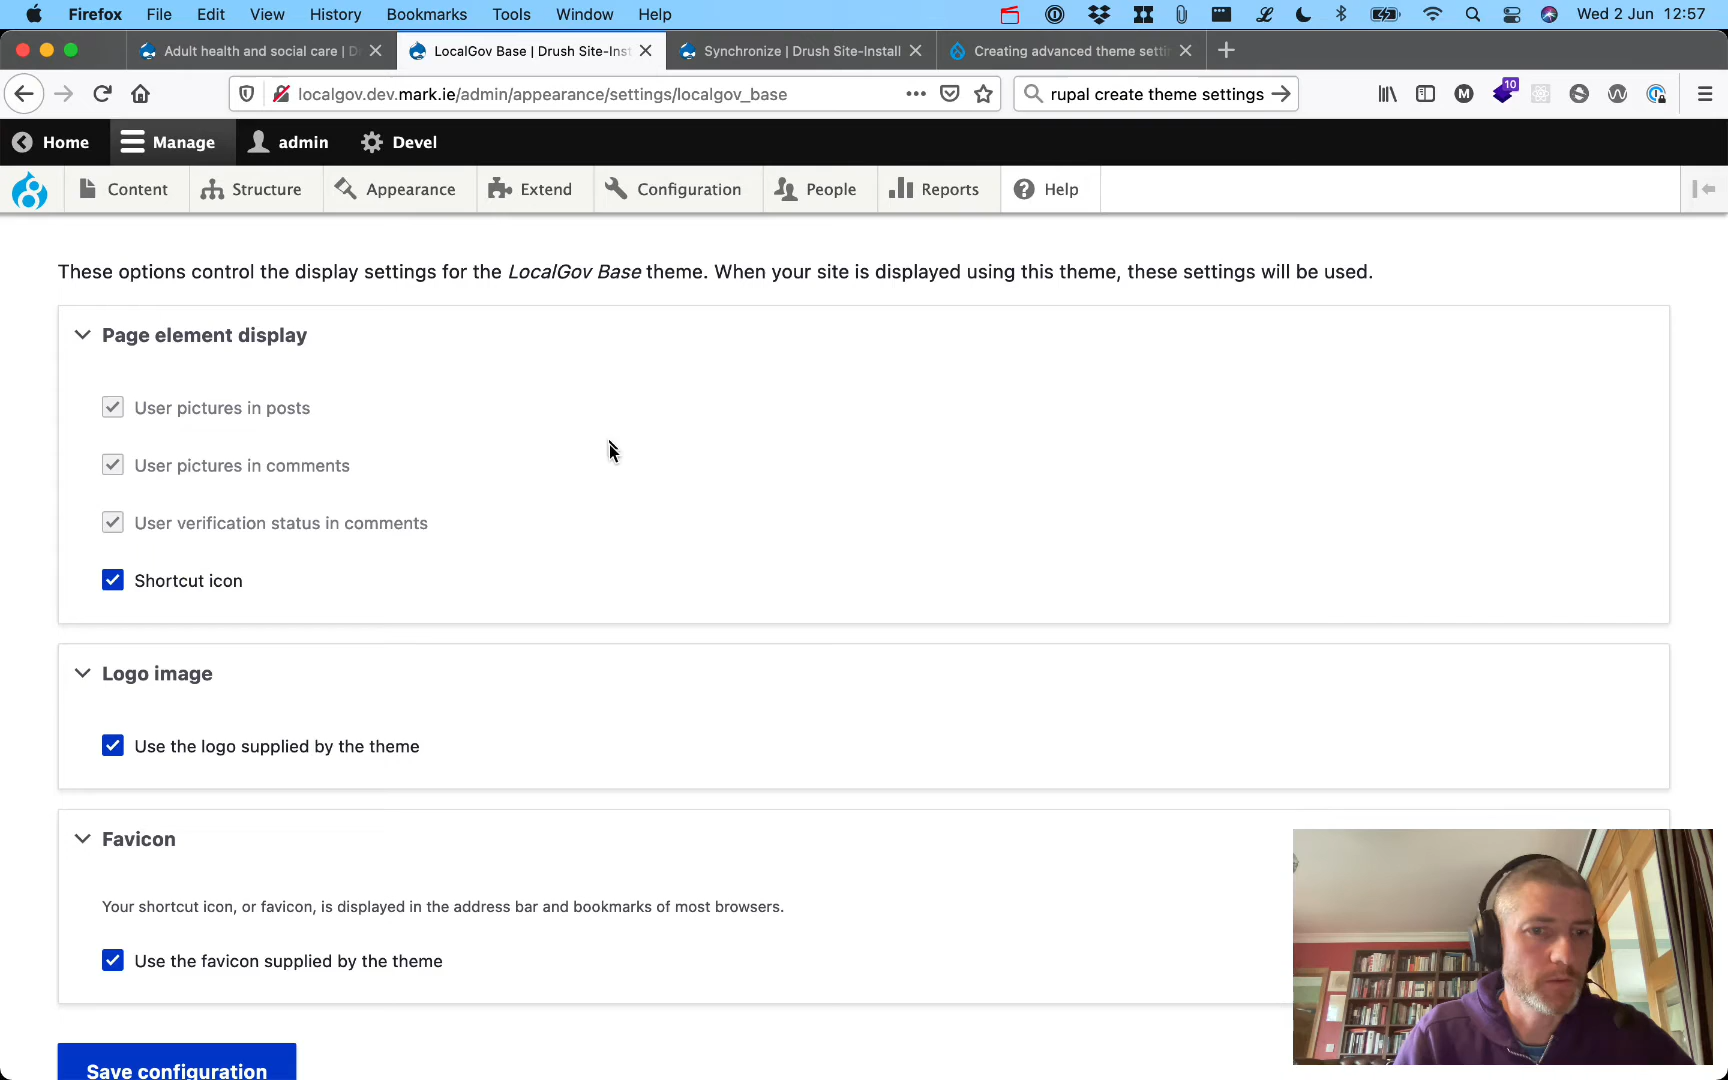 Firefox File Edit View History Bookmarks Tools Window Help Wed 2 Jun 12:57
Adult health and social care | D
LocalGov Base | Drush Site-Inst
Synchronize | Drush Site-Install
Creating advanced theme setti
localgov.dev.mark.ie/admin/appearance/settings/localgov_base
rupal create theme settings
M
10
Home Manage admin Devel
Content Structure Appearance Extend Configuration People Reports Help
These options control the display settings for the LocalGov Base theme. When your site is displayed using this theme, these settings will be used.
Page element display
User pictures in posts
User pictures in comments
User verification status in comments
Shortcut icon
Logo image
Use the logo supplied by the theme
Favicon
Your shortcut icon, or favicon, is displayed in the address bar and bookmarks of most browsers.
Use the favicon supplied by the theme
Save configuration